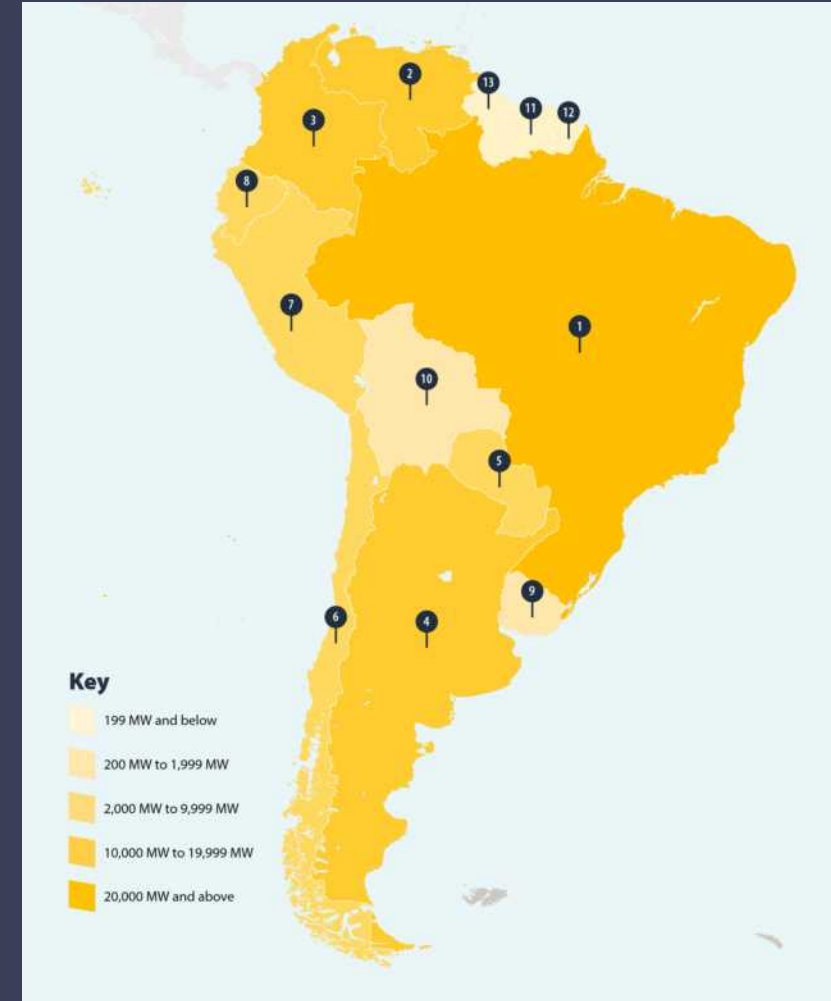 2
13
11
12
3
8
7
1
10
5
9
6
4
Key
199 MW and below
200 MW to 1,999 MW
2,000 MW to 9,999 MW
10,000 MW to 19,999 MW
20,000 MW and above